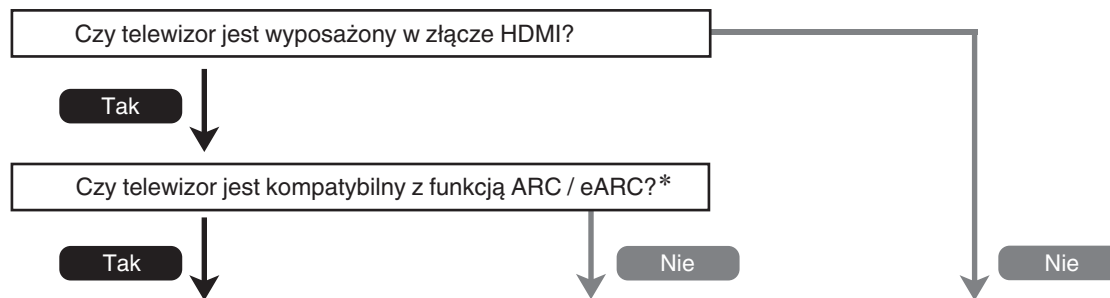 Czy telewizor jest wyposażony w złącze HDMI?
Tak
Czy telewizor jest kompatybilny z funkcją ARC / eARC?*
Tak
Nie
Nie